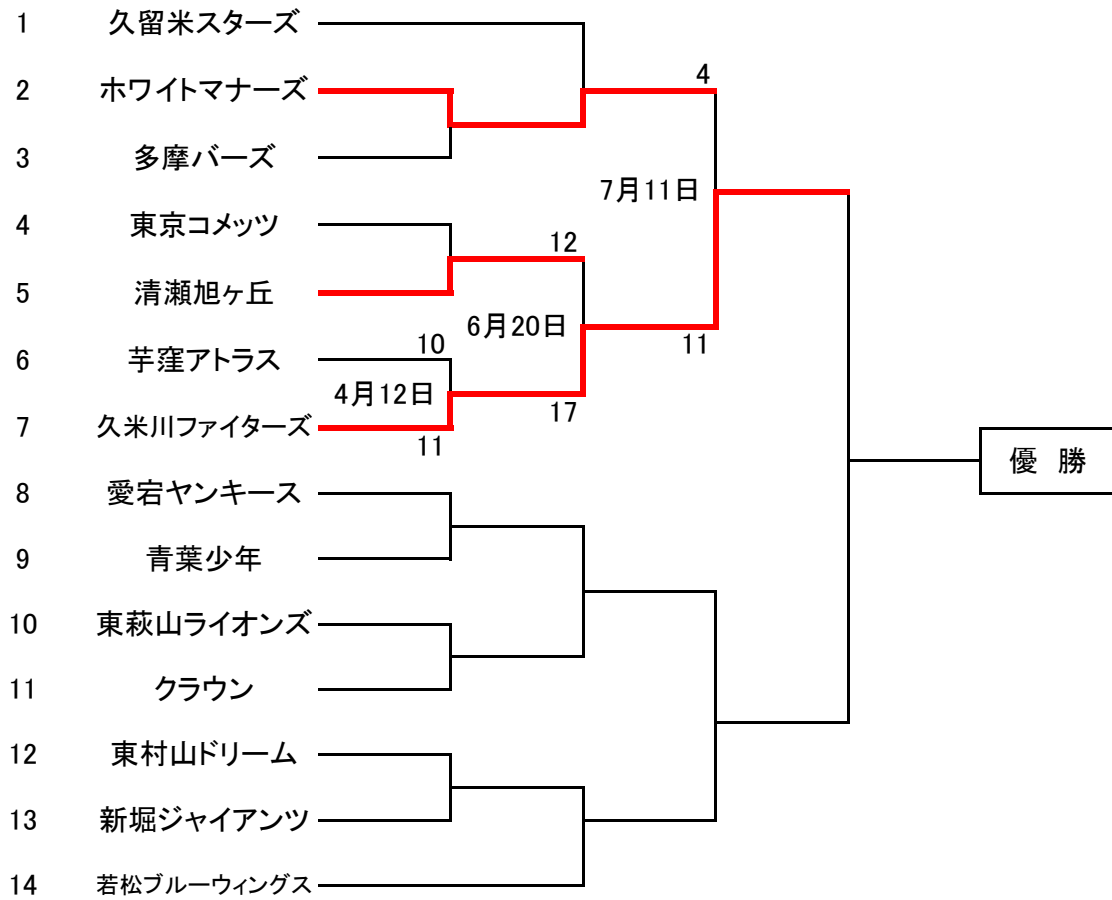 1 久留米スターズ
4
2 ホワイトマナーズ
3 多摩バーズ
7月11日
4 東京コメッツ
12
5 清瀬旭ヶ丘
6月20日
10
11
6 芋窪アトラス
4月12日
17
7 久米川ファイターズ
11
優 勝
8 愛宕ヤンキース
9 青葉少年
10 東萩山ライオンズ
11 クラウン
12 東村山ドリーム
13 新堀ジャイアンツ
14 若松ブルーウィングス